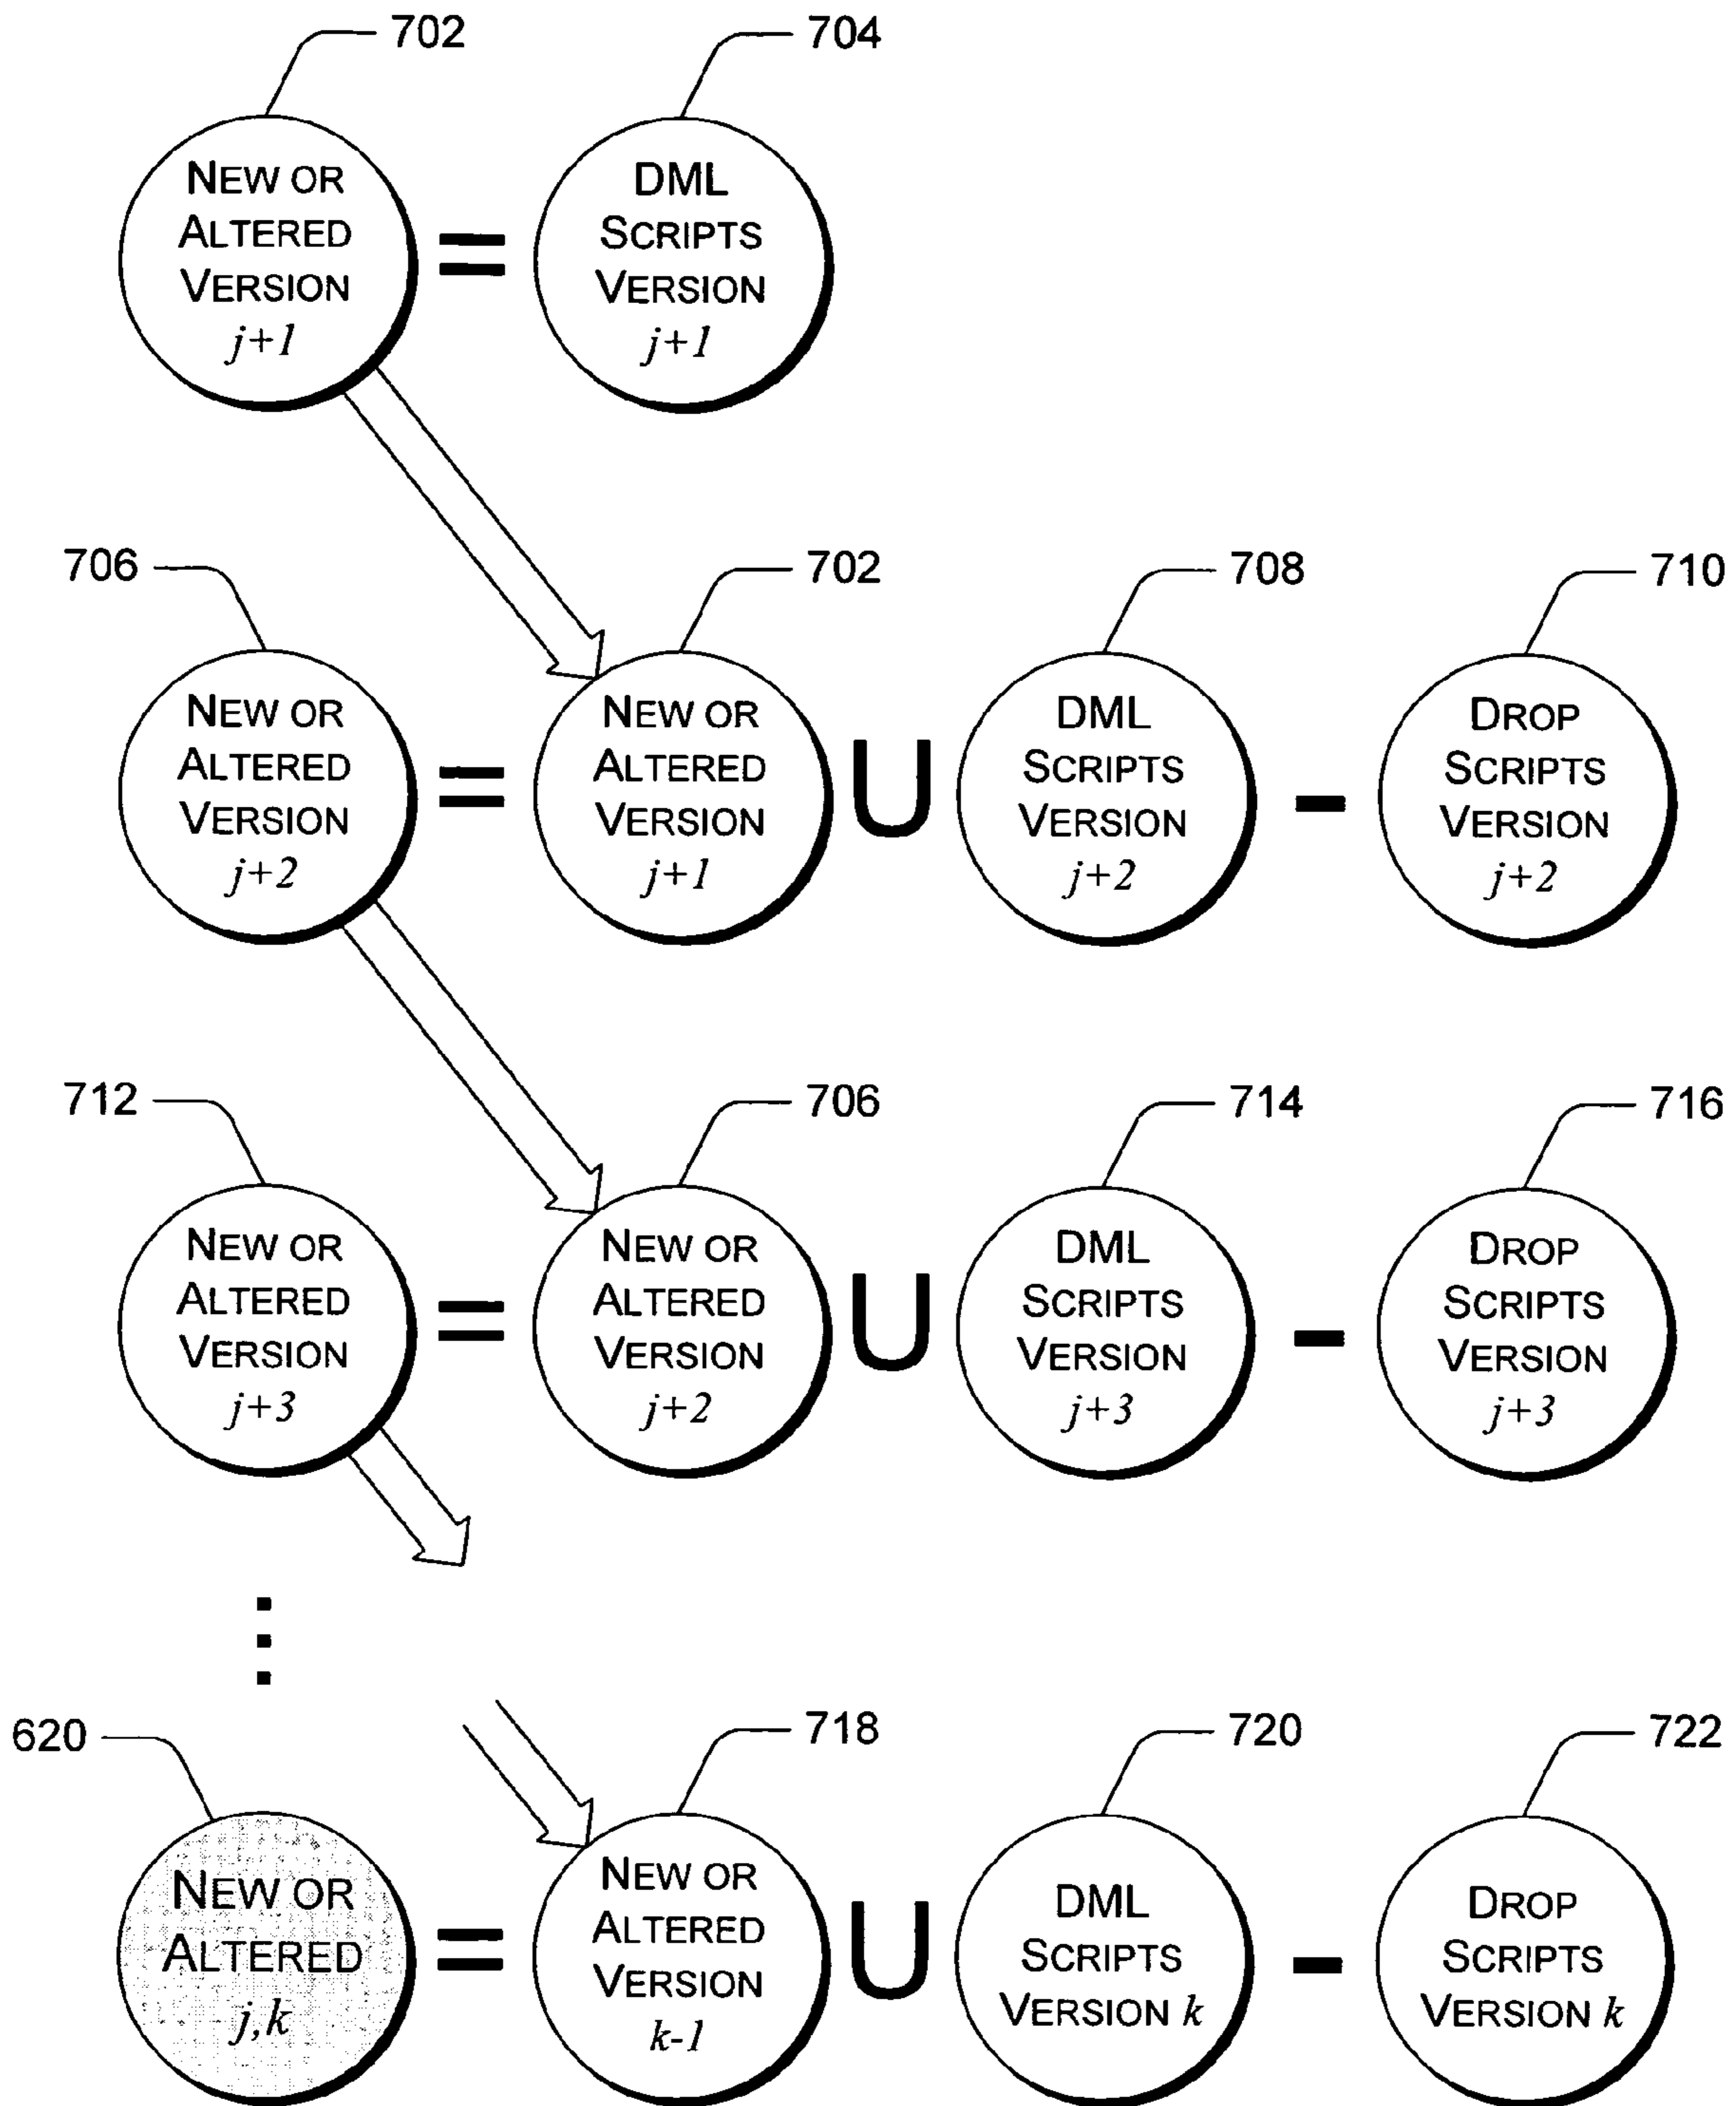 702
704
NEW OR
ALTERED
VERSION
j+1
=
DML
SCRIPTS
VERSION
j+1
706
702
708
710
NEW OR
ALTERED
VERSION
j+2
=
NEW OR
ALTERED
VERSION
j+1
∪
DML
SCRIPTS
VERSION
j+2
-
DROP
SCRIPTS
VERSION
j+2
712
706
714
716
NEW OR
ALTERED
VERSION
j+3
=
NEW OR
ALTERED
VERSION
j+2
∪
DML
SCRIPTS
VERSION
j+3
-
DROP
SCRIPTS
VERSION
j+3
620
718
720
722
NEW OR
ALTERED
j,k
=
NEW OR
ALTERED
VERSION
k-1
∪
DML
SCRIPTS
VERSION k
-
DROP
SCRIPTS
VERSION k